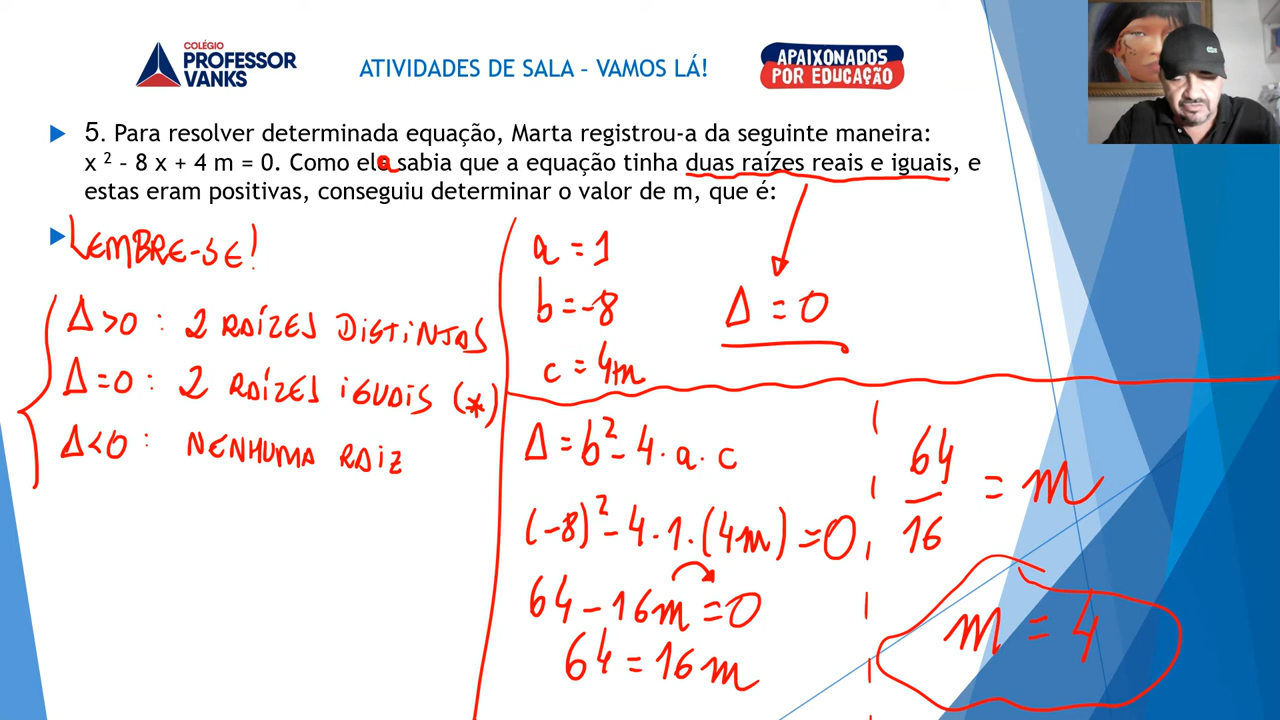 COLÉGIO
PROFESSOR
VANKS
ATIVIDADES DE SALA – VAMOS LÁ!
APAIXONADOS
POR EDUCAÇÃO
5. Para resolver determinada equação, Marta registrou-a da seguinte maneira:
x ² – 8 x + 4 m = 0. Como ela sabia que a equação tinha duas raízes reais e iguais, e
estas eram positivas, conseguiu determinar o valor de m, que é:
LEMBRE-SE!
Δ>0 : 2 RAÍZES DISTINTAS
Δ=0 : 2 RAÍZES IGUAIS (*)
Δ<0 : NENHUMA RAIZ
a = 1
b = -8
c = 4m
Δ = 0
Δ = b² - 4 · a · c
(-8)² - 4 · 1 · (4m) = 0
64 - 16m = 0
64 = 16m
64/16 = m
m = 4